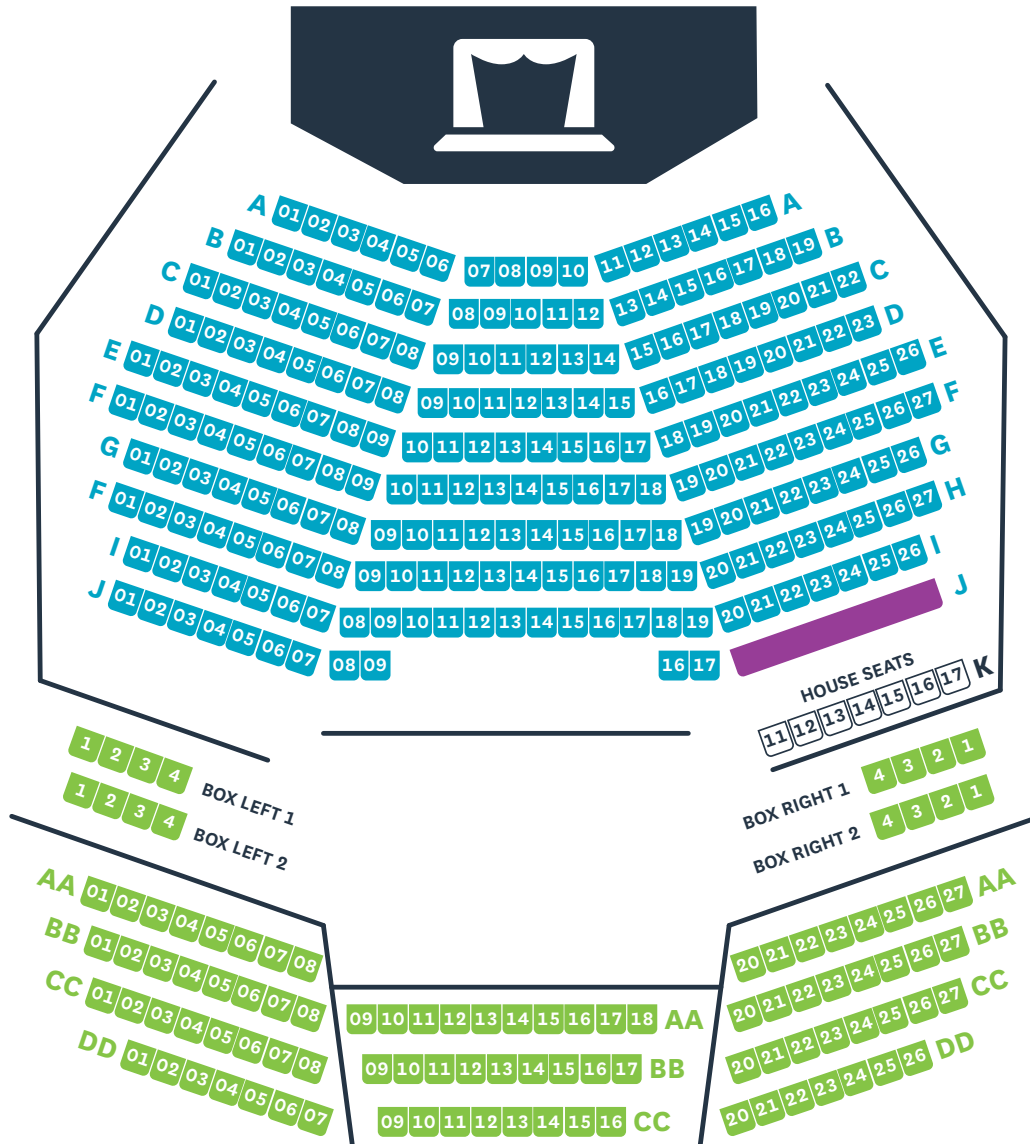 A 01 02 03 04 05 06 07 08 09 10 11 12 13 14 15 16 A
B 01 02 03 04 05 06 07 08 09 10 11 12 13 14 15 16 17 18 19 B
C 01 02 03 04 05 06 07 08 09 10 11 12 13 14 15 16 17 18 19 20 21 22 C
D 01 02 03 04 05 06 07 08 09 10 11 12 13 14 15 16 17 18 19 20 21 22 23 D
E 01 02 03 04 05 06 07 08 09 10 11 12 13 14 15 16 17 18 19 20 21 22 23 24 25 26 E
F 01 02 03 04 05 06 07 08 09 10 11 12 13 14 15 16 17 18 19 20 21 22 23 24 25 26 27 F
G 01 02 03 04 05 06 07 08 09 10 11 12 13 14 15 16 17 18 19 20 21 22 23 24 25 26 G
F 01 02 03 04 05 06 07 08 09 10 11 12 13 14 15 16 17 18 19 20 21 22 23 24 25 26 27 H
I 01 02 03 04 05 06 07 08 09 10 11 12 13 14 15 16 17 18 19 20 21 22 23 24 25 26 I
J 01 02 03 04 05 06 07 08 09 16 17 J
HOUSE SEATS
11 12 13 14 15 16 17 K
1 2 3 4 BOX LEFT 1
BOX RIGHT 1 4 3 2 1
1 2 3 4 BOX LEFT 2
BOX RIGHT 2 4 3 2 1
AA 01 02 03 04 05 06 07 08
20 21 22 23 24 25 26 27 AA
BB 01 02 03 04 05 06 07 08
20 21 22 23 24 25 26 27 BB
CC 01 02 03 04 05 06 07 08
20 21 22 23 24 25 26 27 CC
DD 01 02 03 04 05 06 07
20 21 22 23 24 25 26 DD
09 10 11 12 13 14 15 16 17 18 AA
09 10 11 12 13 14 15 16 17 BB
09 10 11 12 13 14 15 16 CC